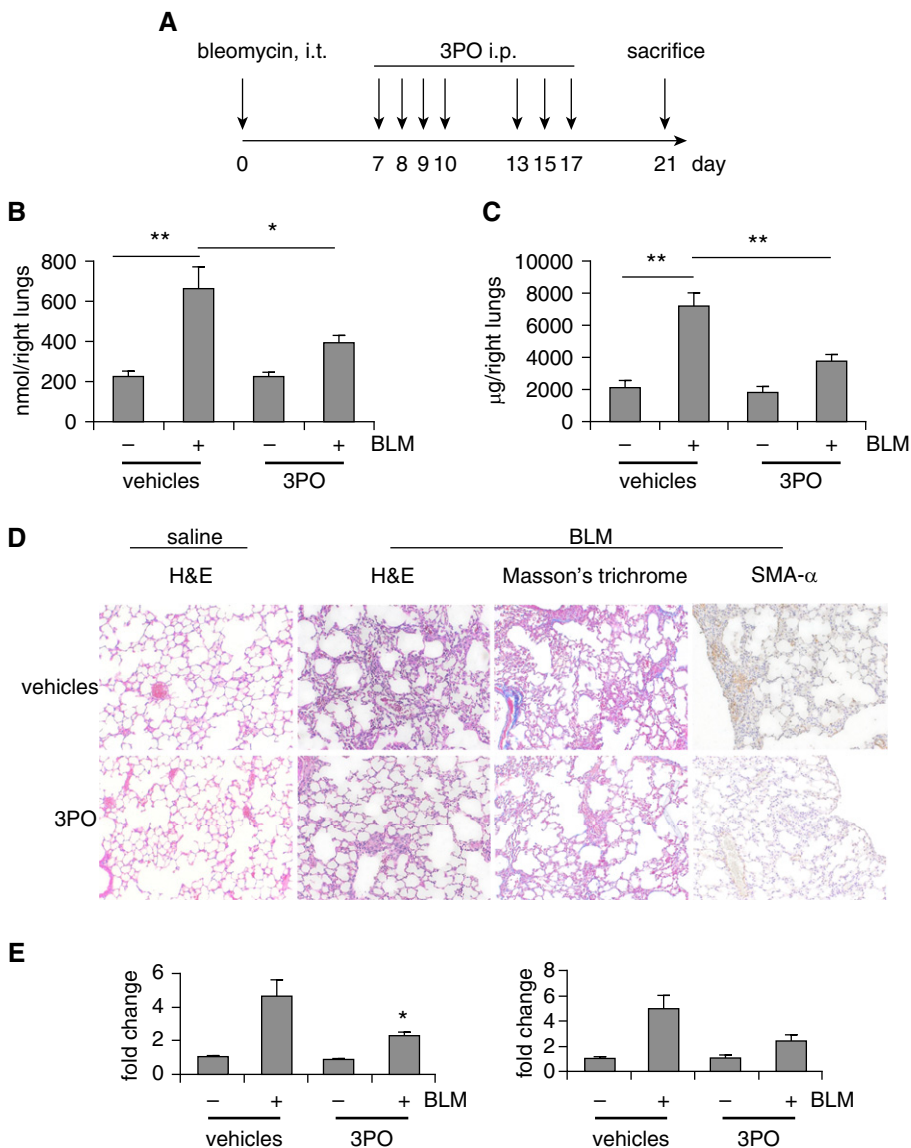 A
bleomycin, i.t. 3PO i.p. sacrifice
0 7 8 9 10 13 15 17 21 day
B
** *
nmol/right lungs
800
600
400
200
0
– + – + BLM
vehicles 3PO
C
** **
µg/right lungs
10000
8000
6000
4000
2000
0
– + – + BLM
vehicles 3PO
D
saline BLM
H&E H&E Masson's trichrome SMA-α
vehicles
3PO
E
fold change
6
4
2
0
*
– + – + BLM
vehicles 3PO
fold change
8
6
4
2
0
– + – + BLM
vehicles 3PO